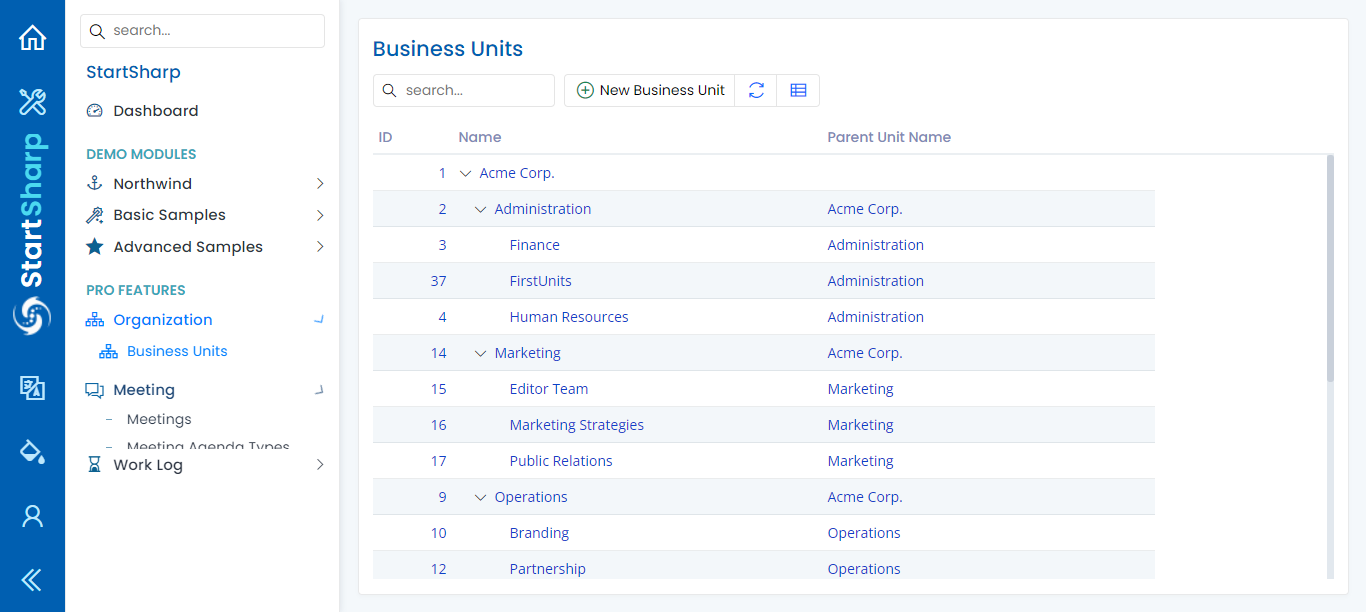 StartSharp
search...
StartSharp
Dashboard
DEMO MODULES
Northwind
Basic Samples
Advanced Samples
PRO FEATURES
Organization
Business Units
Meeting
Meetings
Meeting Agenda Types
Work Log
Business Units
search...
New Business Unit
ID Name Parent Unit Name
1 Acme Corp.
2 Administration Acme Corp.
3 Finance Administration
37 FirstUnits Administration
4 Human Resources Administration
14 Marketing Acme Corp.
15 Editor Team Marketing
16 Marketing Strategies Marketing
17 Public Relations Marketing
9 Operations Acme Corp.
10 Branding Operations
12 Partnership Operations